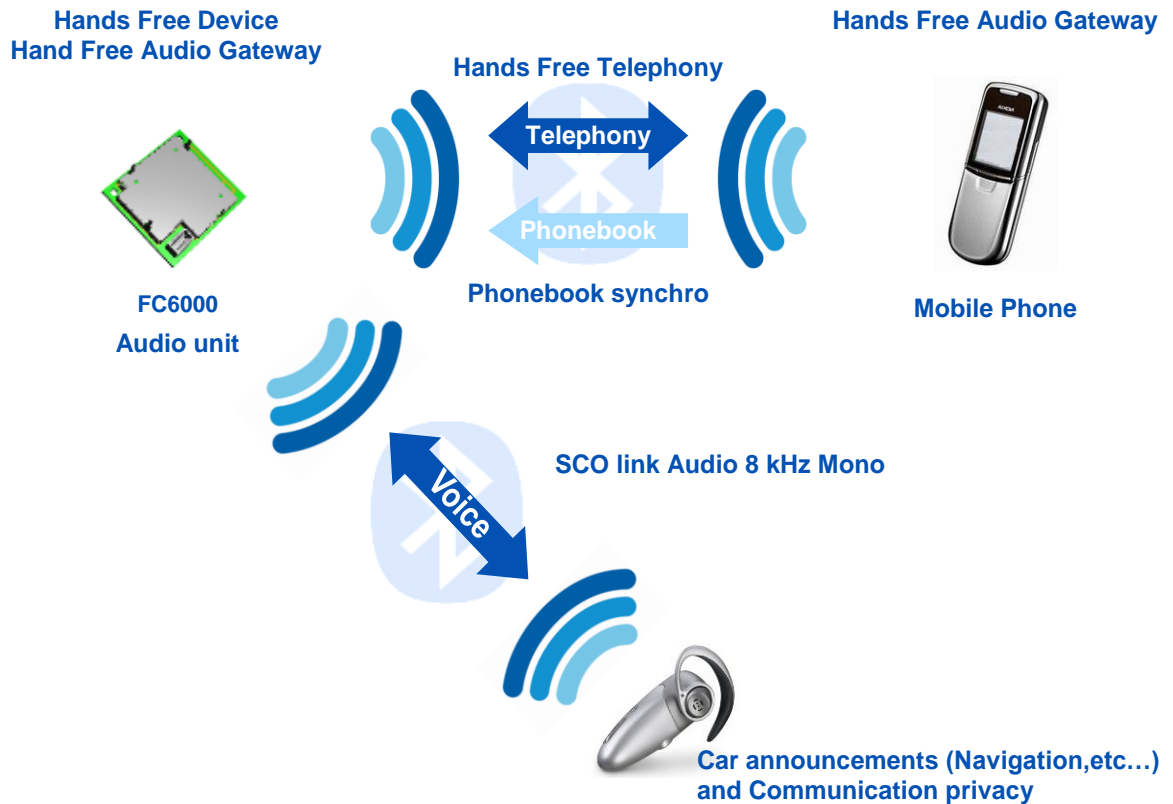 Hands Free Device
Hand Free Audio Gateway
Hands Free Audio Gateway
Hands Free Telephony
Telephony
NOKIA
Phonebook
Phonebook synchro
FC6000
Audio unit
Mobile Phone
SCO link Audio 8 kHz Mono
Voice
Car announcements (Navigation,etc…)
and Communication privacy